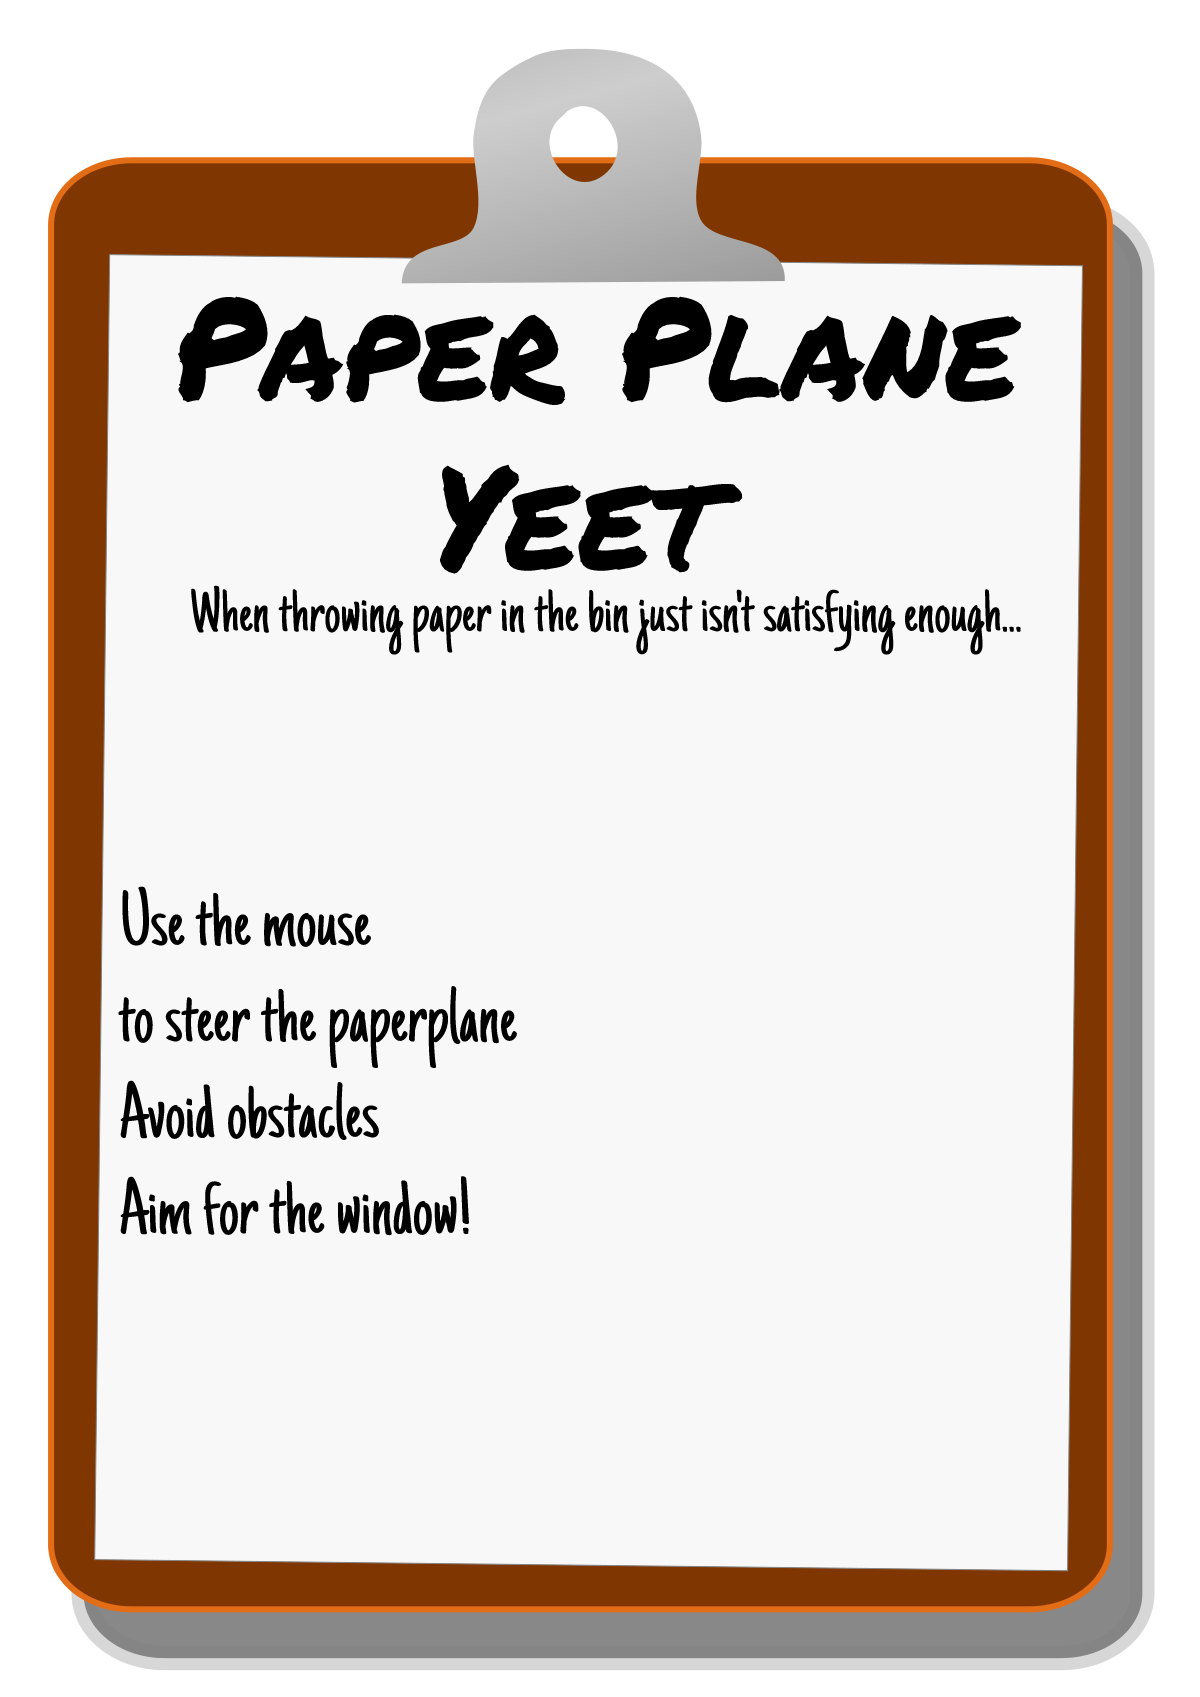 Paper Plane
Yeet
When throwing paper in the bin just isn't satisfying enough...
Use the mouse
to steer the paperplane
Avoid obstacles
Aim for the window!